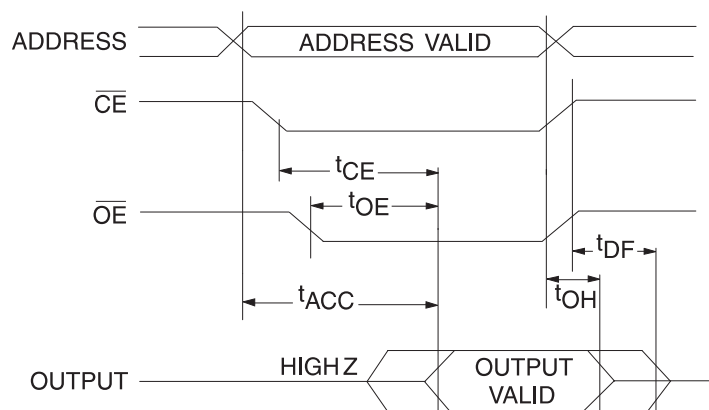 ADDRESS
ADDRESS VALID
CE
tCE
OE
tOE
tDF
tACC
tOH
OUTPUT
HIGH Z
OUTPUT
VALID